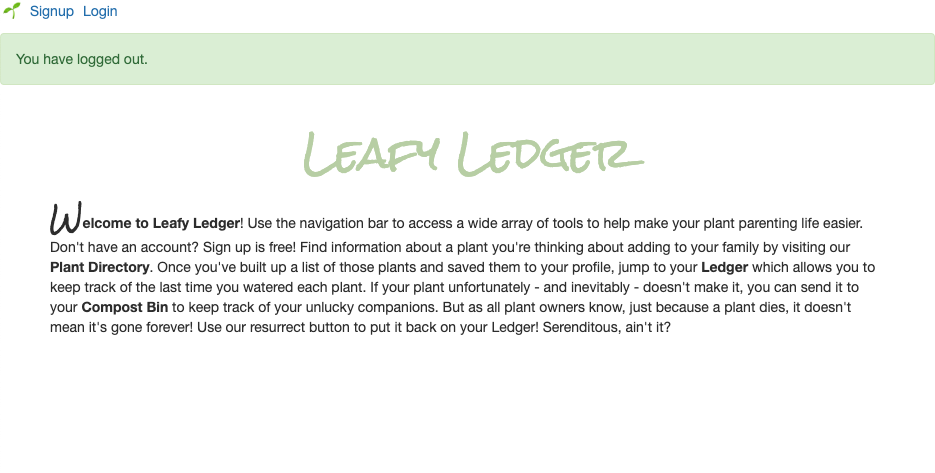 Signup Login
You have logged out.
Leafy Ledger
Welcome to Leafy Ledger! Use the navigation bar to access a wide array of tools to help make your plant parenting life easier.
Don't have an account? Sign up is free! Find information about a plant you're thinking about adding to your family by visiting our
Plant Directory. Once you've built up a list of those plants and saved them to your profile, jump to your Ledger which allows you to
keep track of the last time you watered each plant. If your plant unfortunately - and inevitably - doesn't make it, you can send it to
your Compost Bin to keep track of your unlucky companions. But as all plant owners know, just because a plant dies, it doesn't
mean it's gone forever! Use our resurrect button to put it back on your Ledger! Serenditous, ain't it?